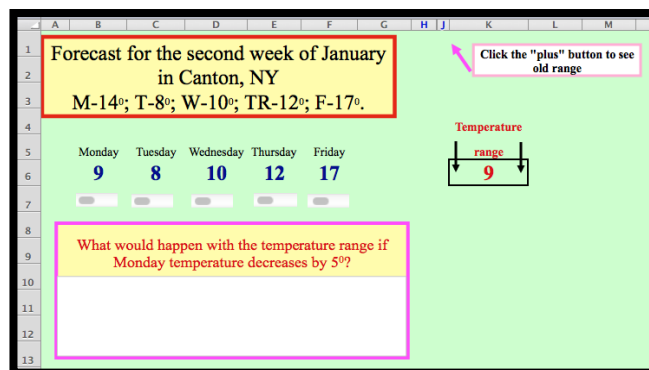 A B C D E F G H J K L M
1
Forecast for the second week of January
2
in Canton, NY
3
M-14⁰; T-8⁰; W-10⁰; TR-12⁰; F-17⁰.
Click the "plus" button to see
old range
4
Temperature
5
Monday Tuesday Wednesday Thursday Friday
range
6
9 8 10 12 17
9
7
8
What would happen with the temperature range if
9
Monday temperature decreases by 5⁰?
10
11
12
13